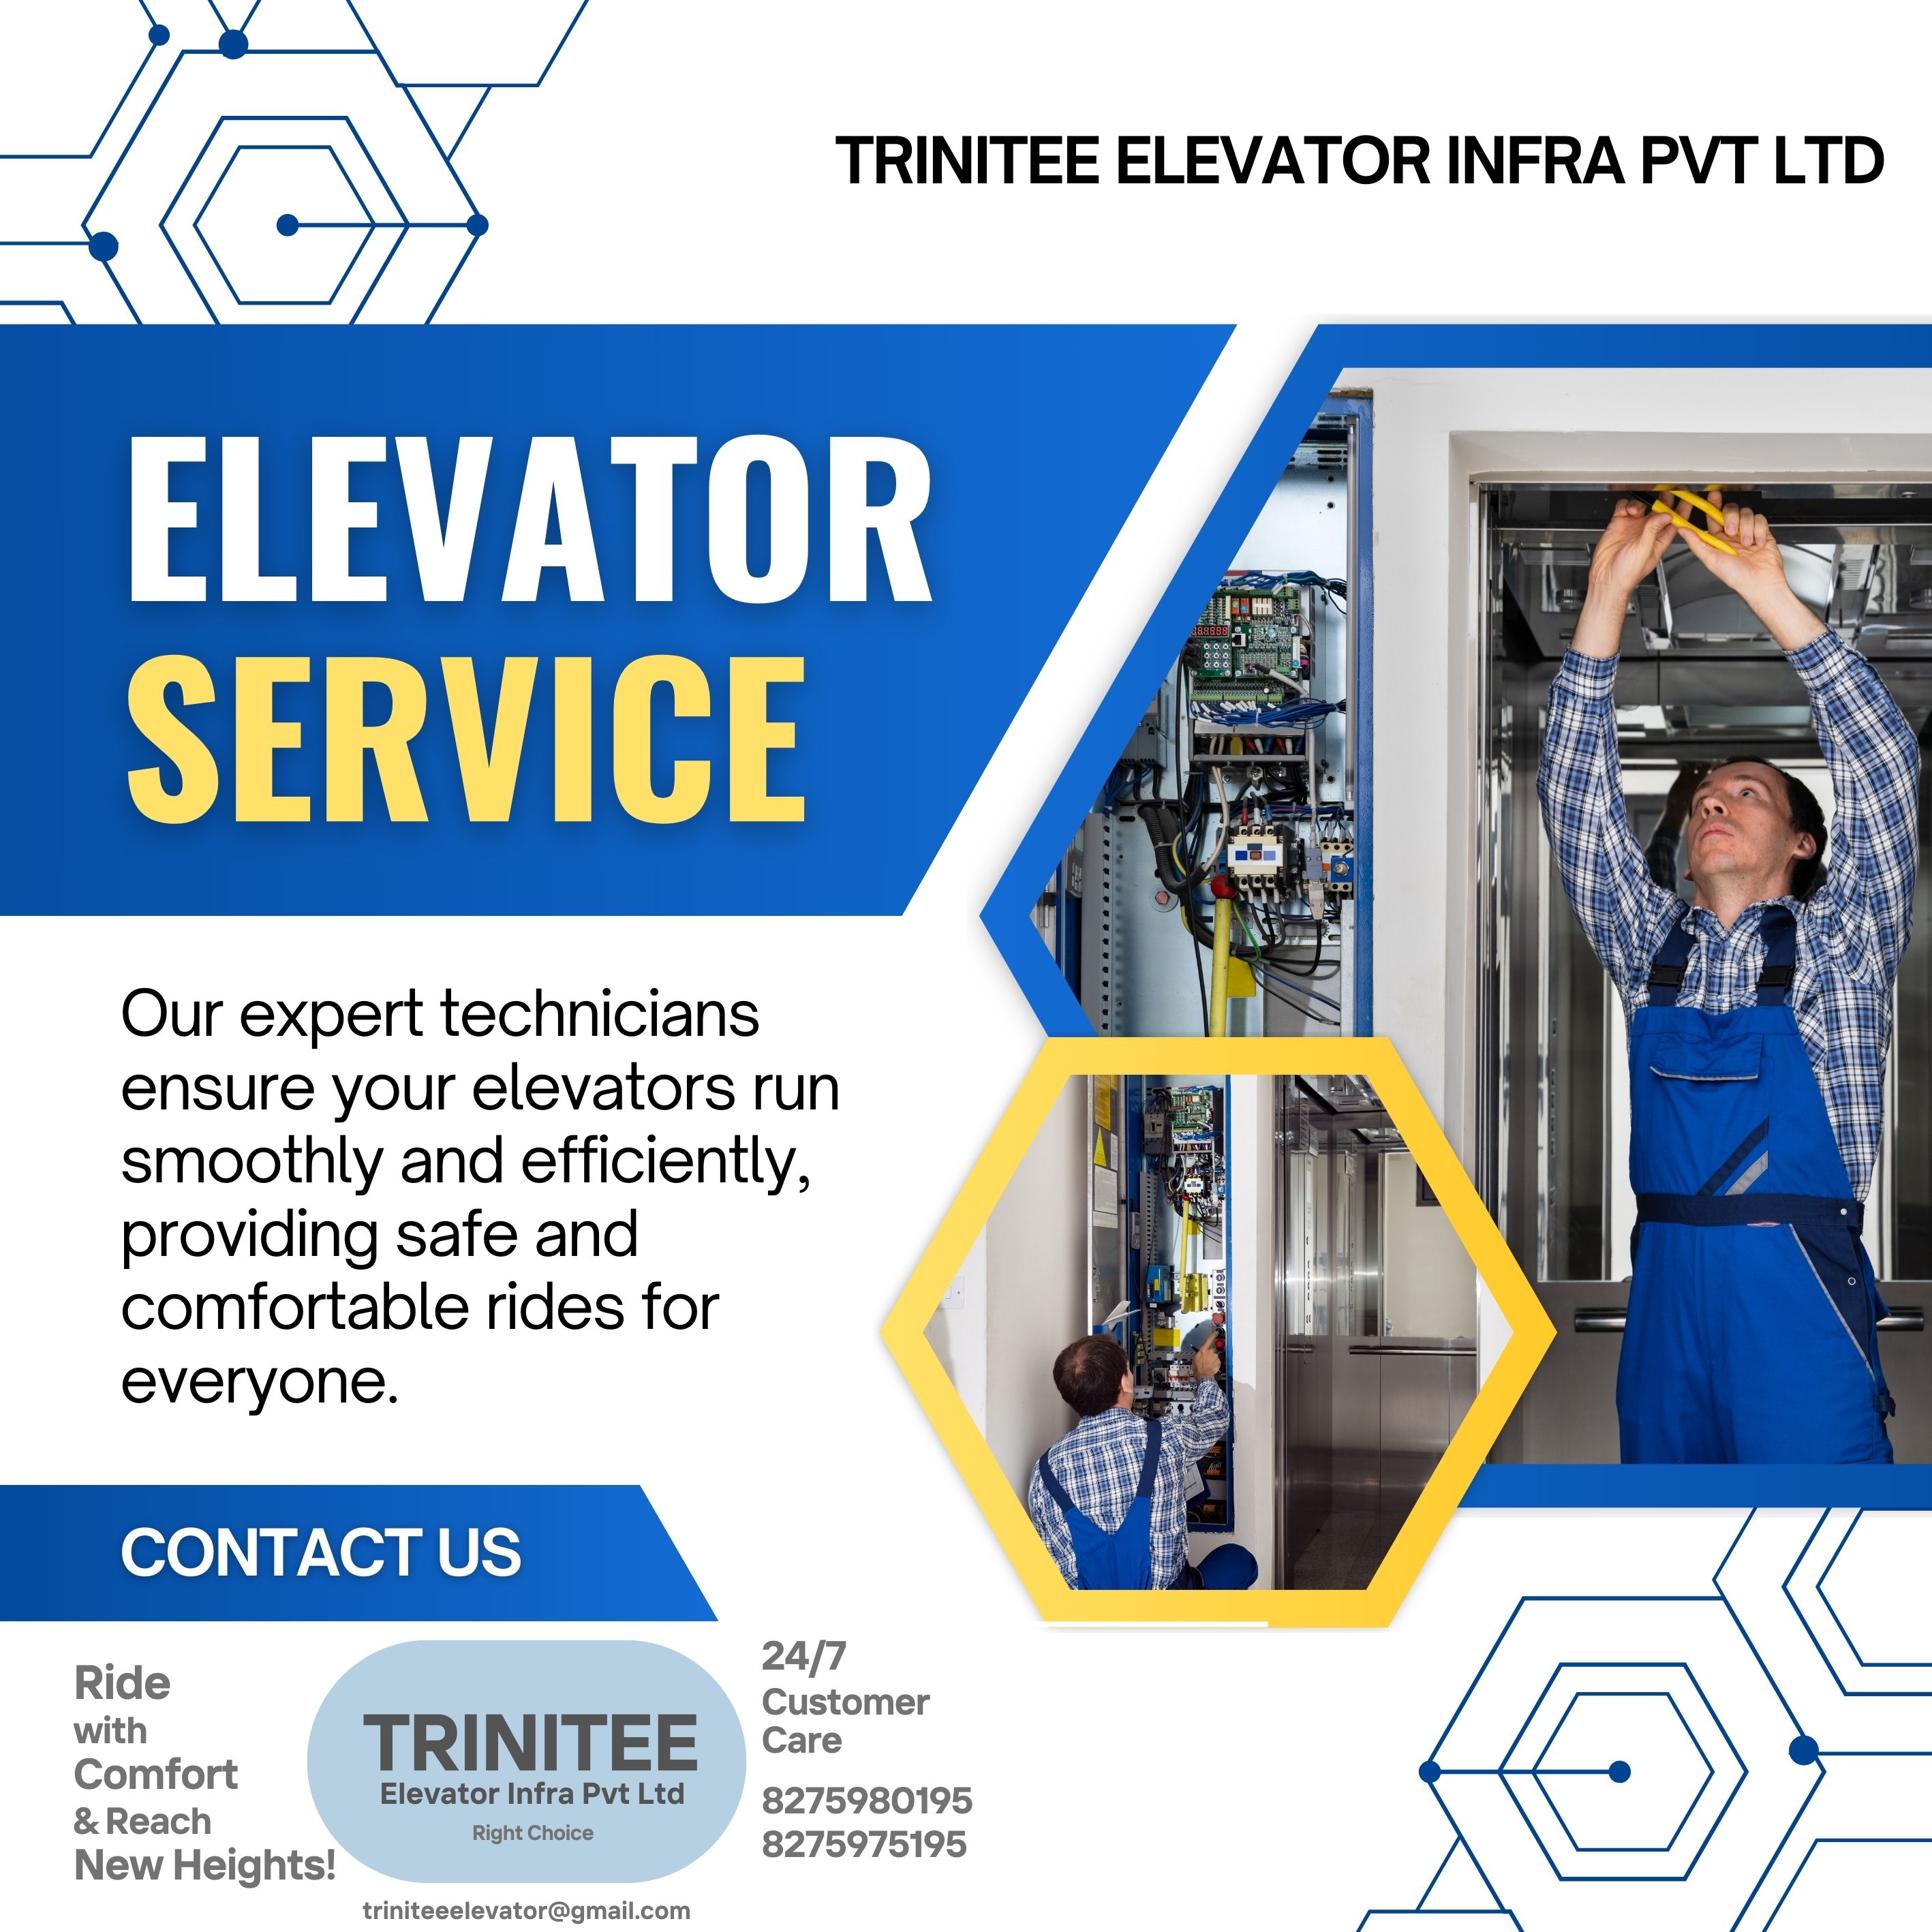 TRINITEE ELEVATOR INFRA PVT LTD
ELEVATOR
SERVICE
Our expert technicians
ensure your elevators run
smoothly and efficiently,
providing safe and
comfortable rides for
everyone.
CONTACT US
Ride
with
Comfort
& Reach
New Heights!
TRINITEE
Elevator Infra Pvt Ltd
Right Choice
triniteeelevator@gmail.com
24/7
Customer
Care
8275980195
8275975195